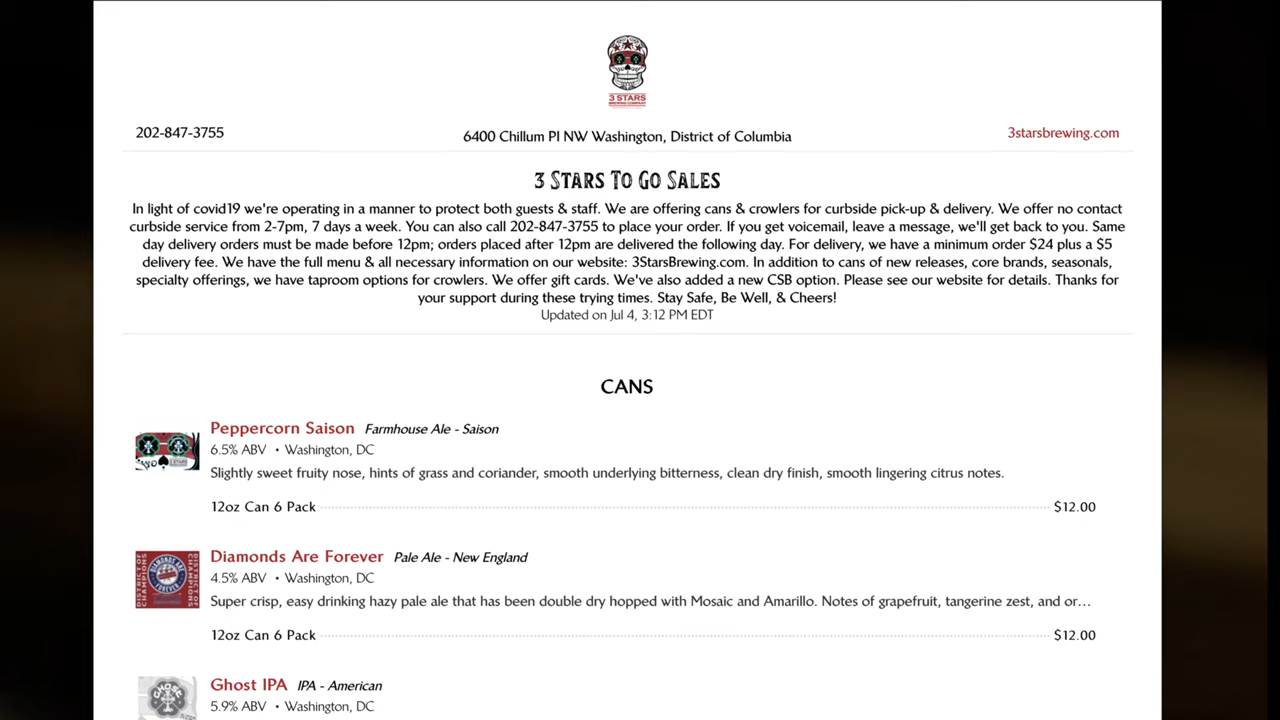 3 STARS
BREWING COMPANY
202-847-3755
6400 Chillum Pl NW Washington, District of Columbia
3starsbrewing.com
3 STARS TO GO SALES
In light of covid19 we're operating in a manner to protect both guests & staff. We are offering cans & crowlers for curbside pick-up & delivery. We offer no contact
curbside service from 2-7pm, 7 days a week. You can also call 202-847-3755 to place your order. If you get voicemail, leave a message, we'll get back to you. Same
day delivery orders must be made before 12pm; orders placed after 12pm are delivered the following day. For delivery, we have a minimum order $24 plus a $5
delivery fee. We have the full menu & all necessary information on our website: 3StarsBrewing.com. In addition to cans of new releases, core brands, seasonals,
specialty offerings, we have taproom options for crowlers. We offer gift cards. We've also added a new CSB option. Please see our website for details. Thanks for
your support during these trying times. Stay Safe, Be Well, & Cheers!
Updated on Jul 4, 3:12 PM EDT
CANS
Peppercorn Saison Farmhouse Ale - Saison
6.5% ABV • Washington, DC
Slightly sweet fruity nose, hints of grass and coriander, smooth underlying bitterness, clean dry finish, smooth lingering citrus notes.
12oz Can 6 Pack $12.00
DISTRICT OF CHAMPIONS
DIAMONDS ARE FOREVER
DISTRICT OF CHAMPIONS
Diamonds Are Forever Pale Ale - New England
4.5% ABV • Washington, DC
Super crisp, easy drinking hazy pale ale that has been double dry hopped with Mosaic and Amarillo. Notes of grapefruit, tangerine zest, and or...
12oz Can 6 Pack $12.00
GHOST
Ghost IPA IPA - American
5.9% ABV • Washington, DC